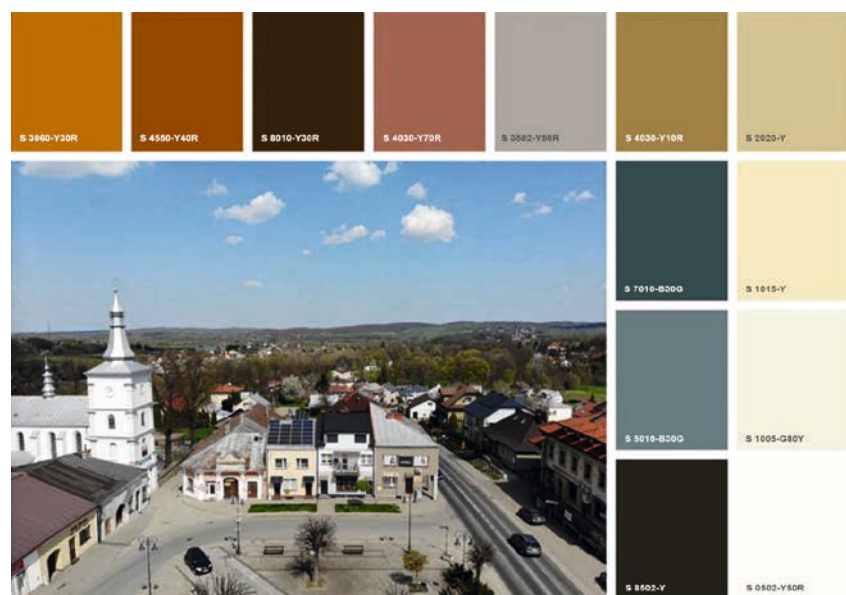 S 3060-Y30R
S 4550-Y40R
S 8010-Y30R
S 4030-Y70R
S 3502-Y50R
S 4030-Y10R
S 2020-Y
S 7010-B30G
S 1015-Y
S 5010-B30G
S 1005-G80Y
S 8502-Y
S 0502-Y50R